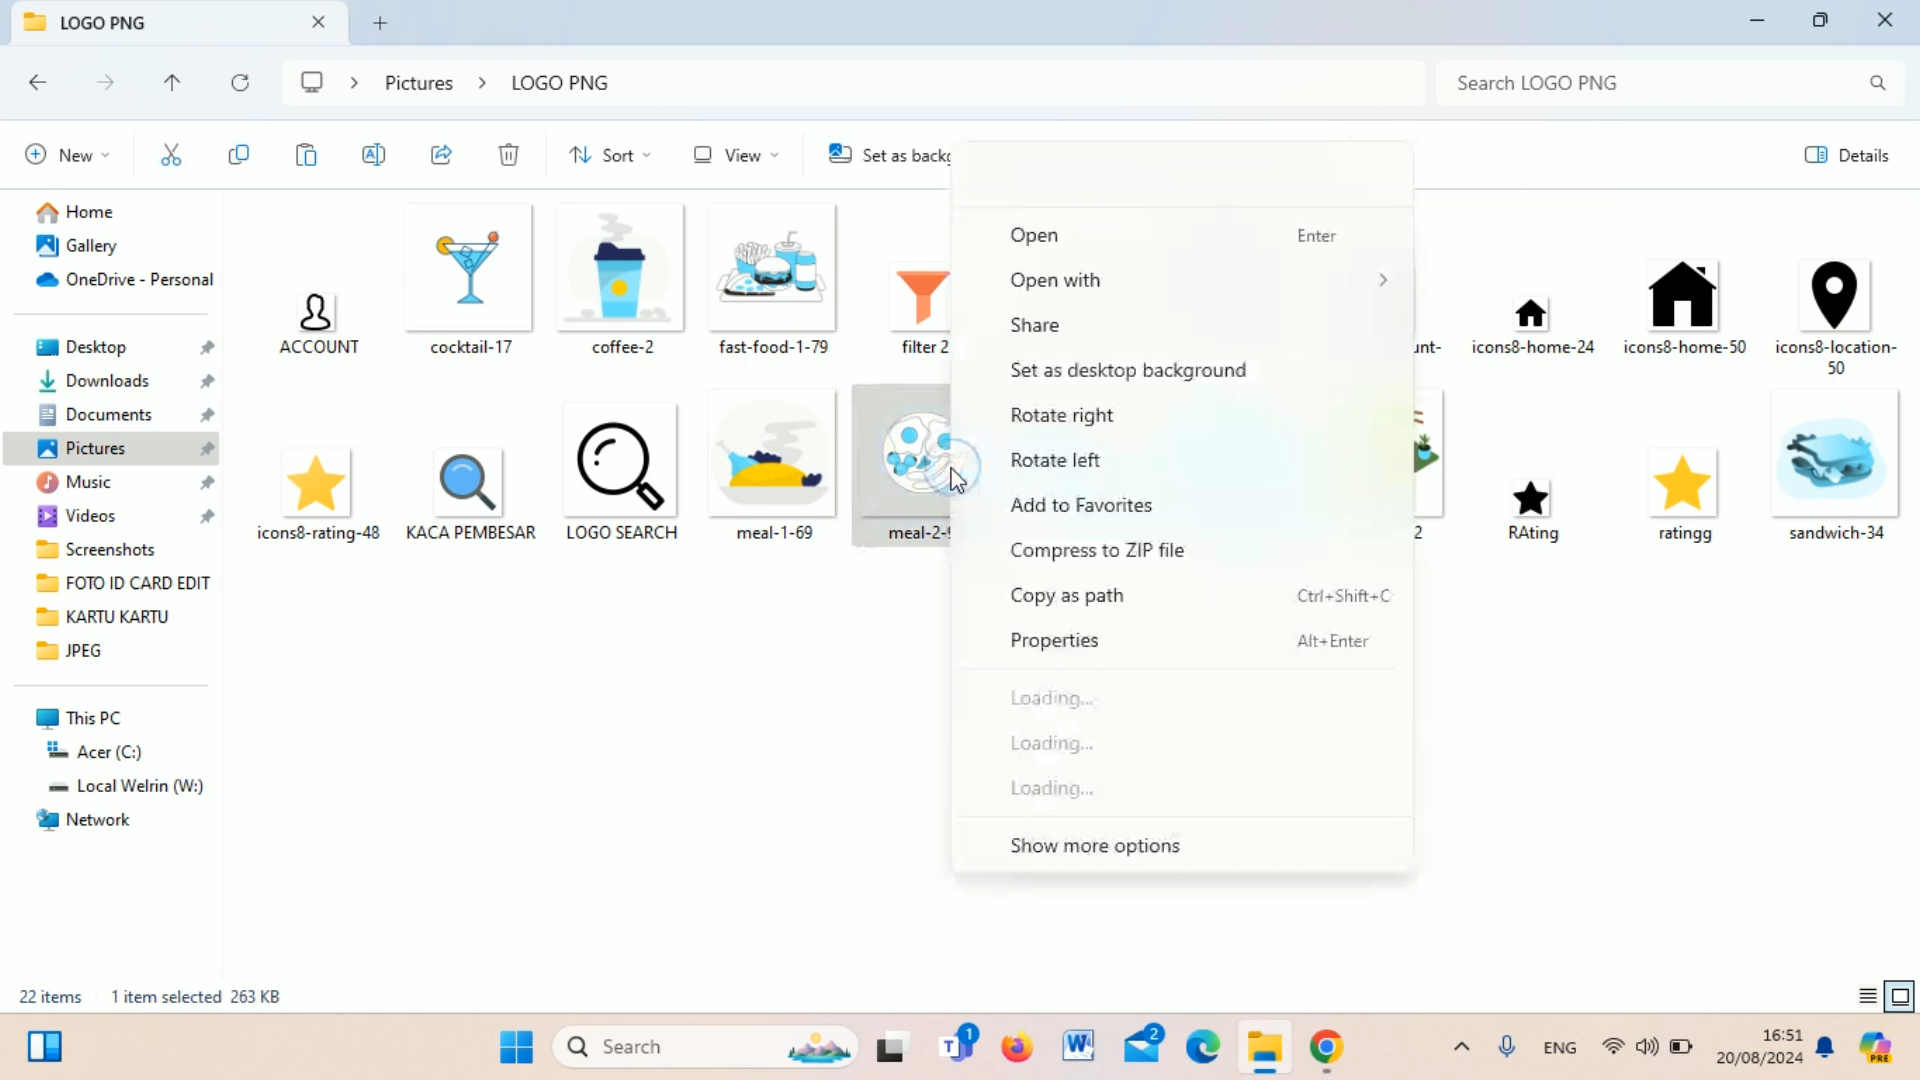 LOGO PNG
Pictures
LOGO PNG
Search LOGO PNG
New
Sort
View
Set as
Details
Home
Gallery
OneDrive - Personal
Desktop
Downloads
Documents
Pictures
Music
Videos
Screenshots
FOTO ID CARD EDIT
KARTU KARTU
JPEG
This PC
Acer (C:)
Local Welrin (W:)
Network
ACCOUNT
cocktail-17
coffee-2
fast-food-1-79
filter 2
icons8-home-24
icons8-home-50
icons8-location-
50
icons8-rating-48
KACA PEMBESAR
LOGO SEARCH
meal-1-69
RAting
ratingg
sandwich-34
Open Enter
Open with
Share
Set as desktop background
Rotate right
Rotate left
Add to Favorites
Compress to ZIP file
Copy as path Ctrl+Shift+C
Properties Alt+Enter
Loading...
Loading...
Loading...
Show more options
22 items 1 item selected 263 KB
Search
1
2
ENG
16:51
20/08/2024
PRE